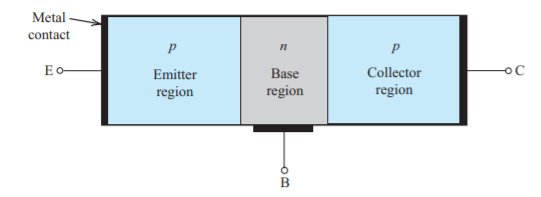 Metal
contact
p
n
p
E
Emitter
region
Base
region
Collector
region
C
B